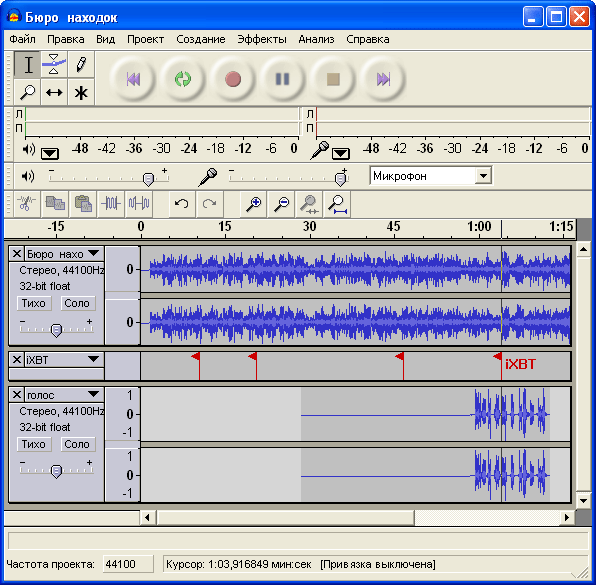 Бюро находок
Файл Правка Вид Проект Создание Эффекты Анализ Справка
Л
П
-48 -42 -36 -30 -24 -18 -12 -6 0
Л
П
-48 -42 -36 -30 -24 -18 -12 -6 0
- +
- +
Микрофон
-15 0 15 30 45 1:00 1:15
Бюро нахо
Стерео, 44100Hz
32-bit float
Тихо Соло
- +
0
0
iXBT
iXBT
голос
Стерео, 44100Hz
32-bit float
Тихо Соло
- +
1
0
-1
1
0
-1
Частота проекта: 44100 Курсор: 1:03,916849 мин:сек [Привязка выключена]